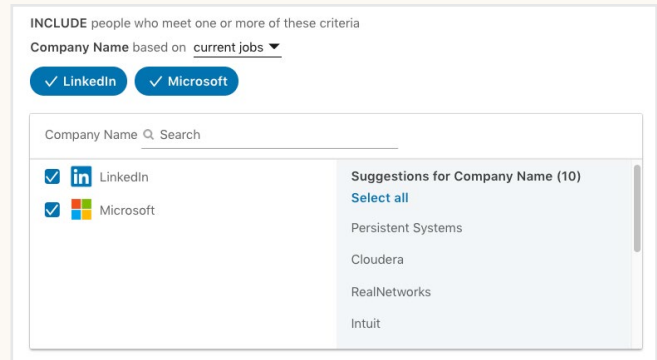 INCLUDE people who meet one or more of these criteria
Company Name based on current jobs
LinkedIn Microsoft
Company Name Search
in LinkedIn
Microsoft
Suggestions for Company Name (10)
Select all
Persistent Systems
Cloudera
RealNetworks
Intuit